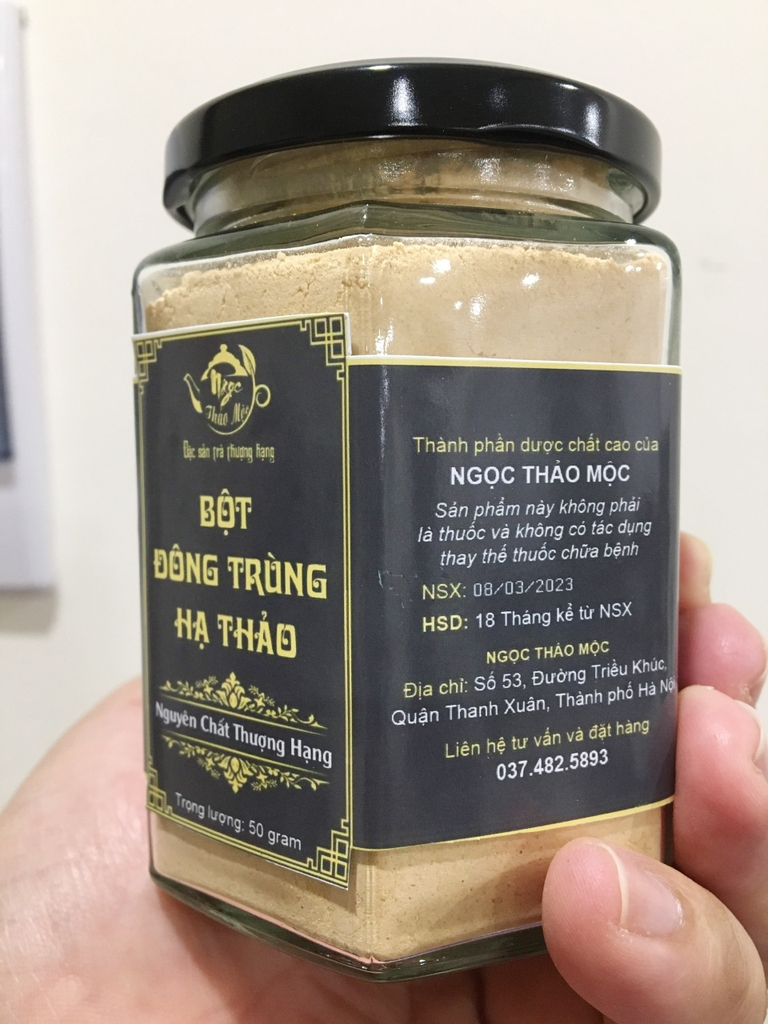 Ngọc
Thảo Mộc
Đặc sản trà thượng hạng
BỘT
ĐÔNG TRÙNG
HẠ THẢO
Nguyên Chất Thượng Hạng
Trọng lượng: 50 gram
Thành phần dược chất cao của
NGỌC THẢO MỘC
Sản phẩm này không phải
là thuốc và không có tác dụng
thay thế thuốc chữa bệnh
NSX: 08/03/2023
HSD: 18 Tháng kể từ NSX
NGỌC THẢO MỘC
Địa chỉ: Số 53, Đường Triều Khúc,
Quận Thanh Xuân, Thành phố Hà Nội
Liên hệ tư vấn và đặt hàng
037.482.5893